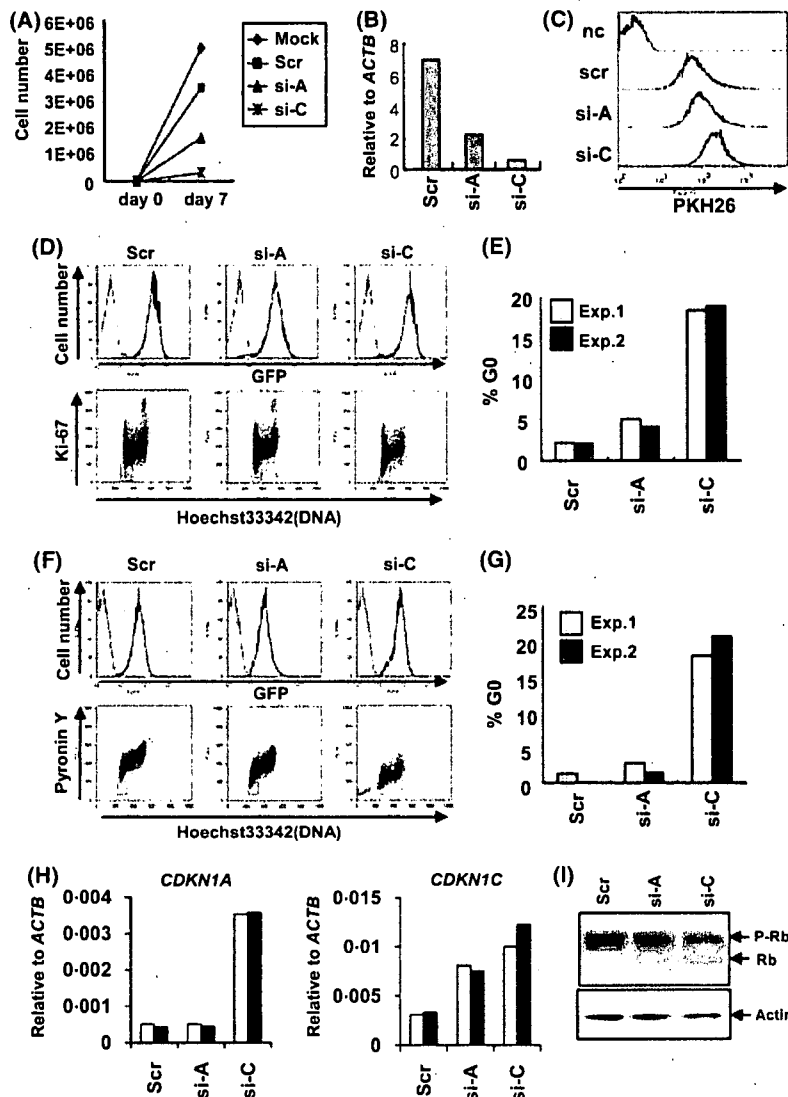 (A)
Cell number
6E+06
5E+06
4E+06
3E+06
2E+06
1E+06
0
day 0 day 7
Mock
Scr
si-A
si-C
(B)
Relative to ACTB
8
6
4
2
0
Scr
si-A
si-C
(C)
nc
scr
si-A
si-C
PKH26
(D)
Scr si-A si-C
Cell number
GFP
Ki-67
Hoechst33342(DNA)
(E)
% G0
20
15
10
5
0
Exp.1
Exp.2
Scr
si-A
si-C
(F)
Scr si-A si-C
Cell number
GFP
Pyronin Y
Hoechst33342(DNA)
(G)
% G0
25
20
15
10
5
0
Exp.1
Exp.2
Scr
si-A
si-C
(H)
CDKN1A
Relative to ACTB
0·004
0·003
0·002
0·001
0
Scr
si-A
si-C
CDKN1C
Relative to ACTB
0·015
0·01
0·005
0
Scr
si-A
si-C
(I)
Scr
si-A
si-C
P-Rb
Rb
Actin